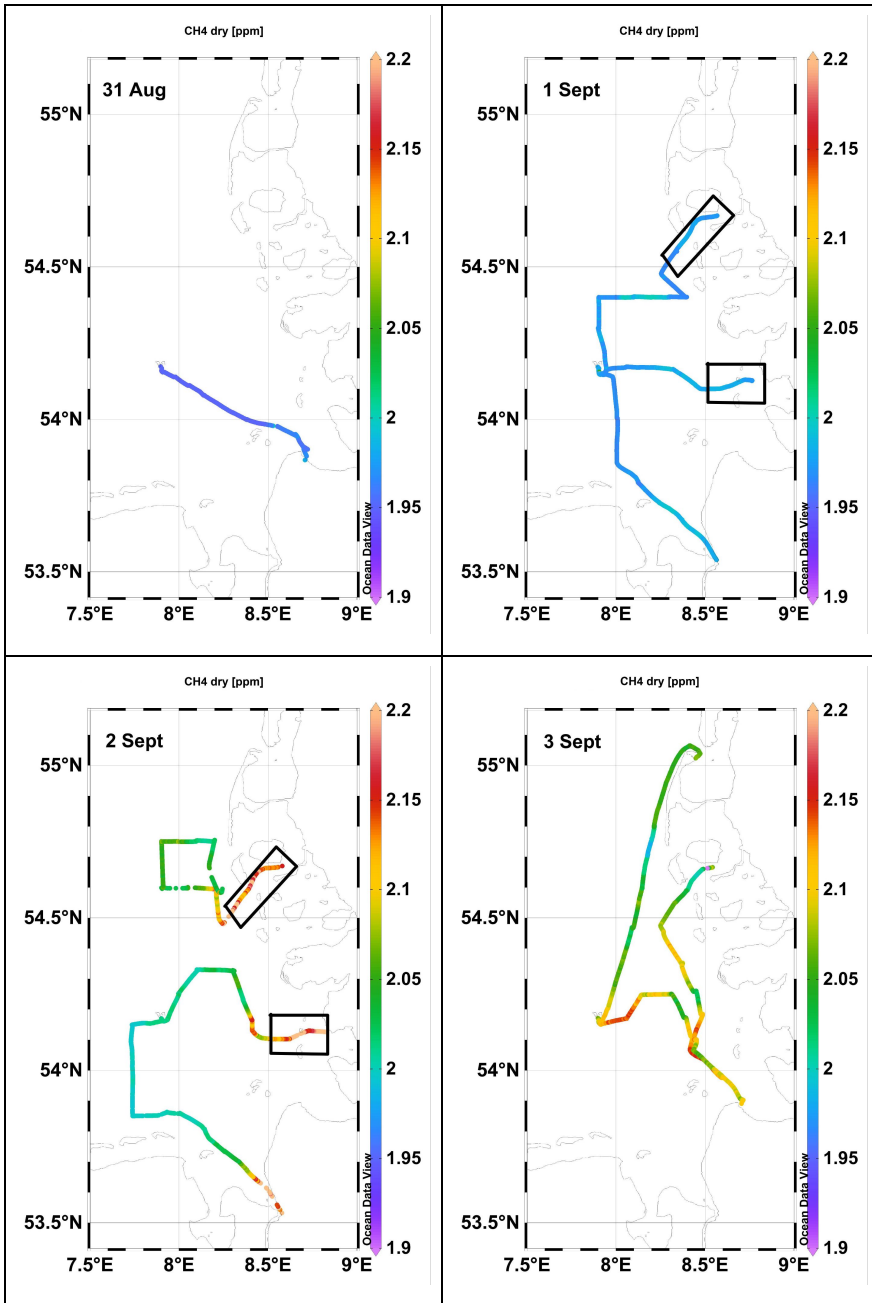 CH4 dry [ppm]
31 Aug
55°N
54.5°N
54°N
53.5°N
7.5°E 8°E 8.5°E 9°E
2.2
2.15
2.1
2.05
2
1.95
1.9
Ocean Data View
CH4 dry [ppm]
1 Sept
55°N
54.5°N
54°N
53.5°N
7.5°E 8°E 8.5°E 9°E
2.2
2.15
2.1
2.05
2
1.95
1.9
Ocean Data View
CH4 dry [ppm]
2 Sept
55°N
54.5°N
54°N
53.5°N
7.5°E 8°E 8.5°E 9°E
2.2
2.15
2.1
2.05
2
1.95
1.9
Ocean Data View
CH4 dry [ppm]
3 Sept
55°N
54.5°N
54°N
53.5°N
7.5°E 8°E 8.5°E 9°E
2.2
2.15
2.1
2.05
2
1.95
1.9
Ocean Data View